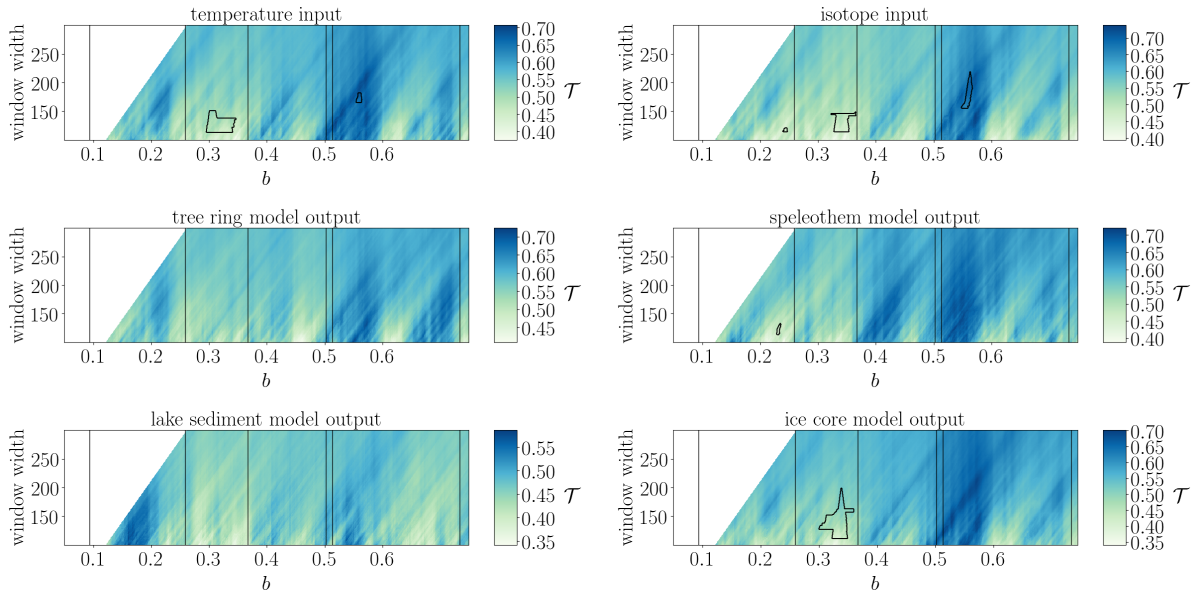 temperature input
window width
250
200
150
0.1 0.2 0.3 0.4 0.5 0.6
b
0.70
0.65
0.60
0.55
0.50
0.45
0.40
𝒯
isotope input
window width
250
200
150
0.1 0.2 0.3 0.4 0.5 0.6
b
0.70
0.65
0.60
0.55
0.50
0.45
0.40
𝒯
tree ring model output
window width
250
200
150
0.1 0.2 0.3 0.4 0.5 0.6
b
0.70
0.65
0.60
0.55
0.50
0.45
𝒯
speleothem model output
window width
250
200
150
0.1 0.2 0.3 0.4 0.5 0.6
b
0.70
0.65
0.60
0.55
0.50
0.45
0.40
𝒯
lake sediment model output
window width
250
200
150
0.1 0.2 0.3 0.4 0.5 0.6
b
0.55
0.50
0.45
0.40
0.35
𝒯
ice core model output
window width
250
200
150
0.1 0.2 0.3 0.4 0.5 0.6
b
0.70
0.65
0.60
0.55
0.50
0.45
0.40
0.35
𝒯